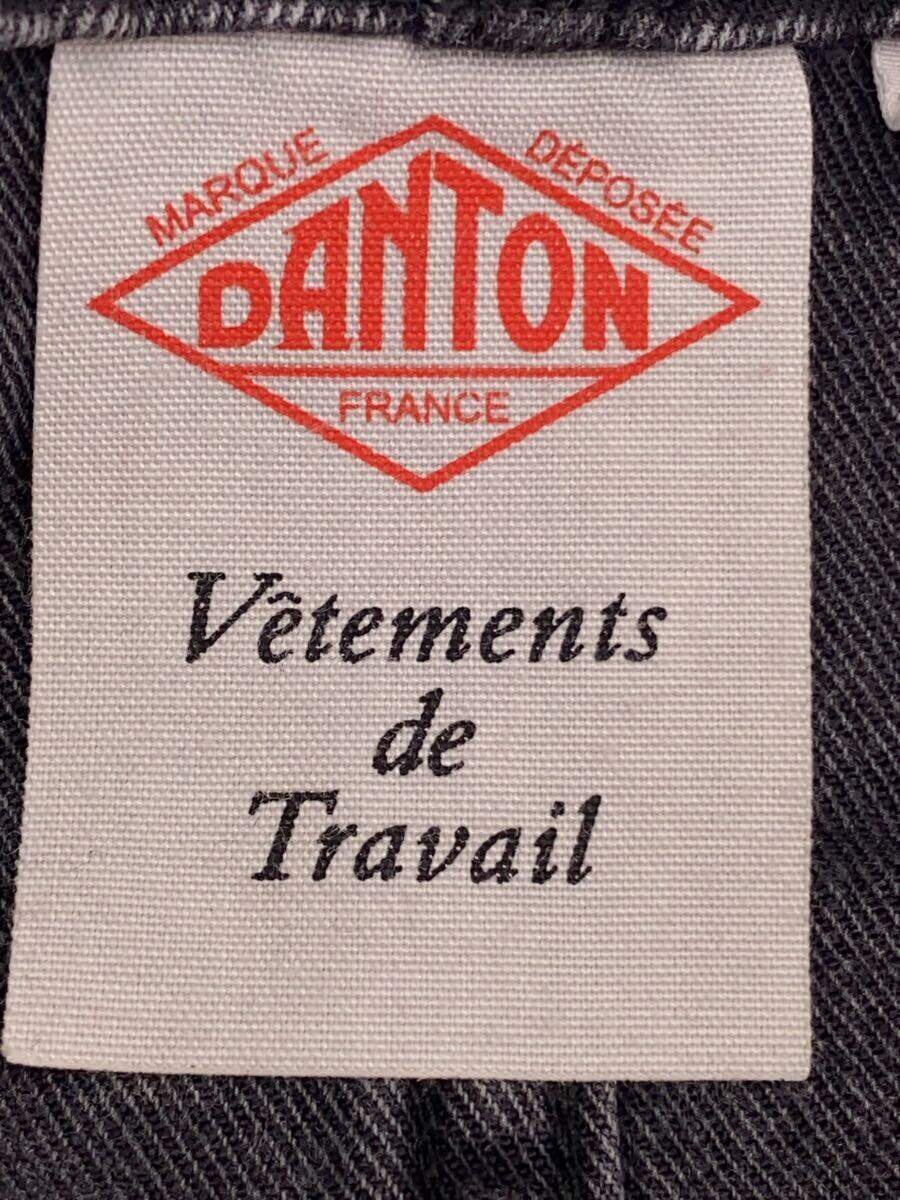 MARQUE DÉPOSÉE
DANTON
FRANCE
Vêtements
de
Travail